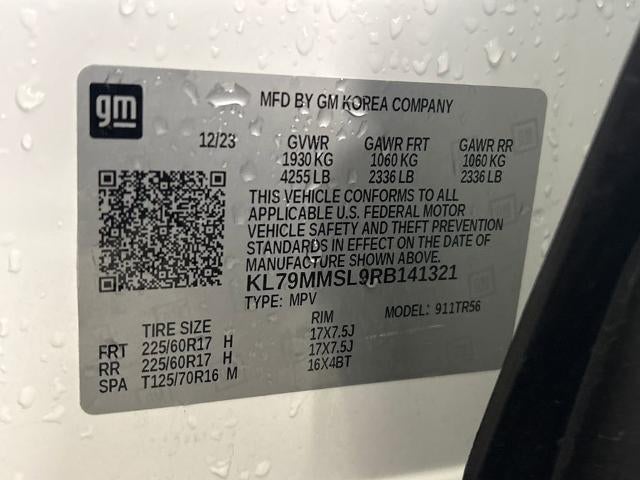 gm
MFD BY GM KOREA COMPANY
12/23 GVWR GAWR FRT GAWR RR
1930 KG 1060 KG 1060 KG
4255 LB 2336 LB 2336 LB
THIS VEHICLE CONFORMS TO ALL
APPLICABLE U.S. FEDERAL MOTOR
VEHICLE SAFETY AND THEFT PREVENTION
STANDARDS IN EFFECT ON THE DATE OF
MANUFACTURE SHOWN ABOVE.
KL79MMSL9RB141321
TYPE: MPV MODEL: 911TR56
TIRE SIZE RIM
FRT 225/60R17 H 17X7.5J
RR 225/60R17 H 17X7.5J
SPA T125/70R16 M 16X4BT